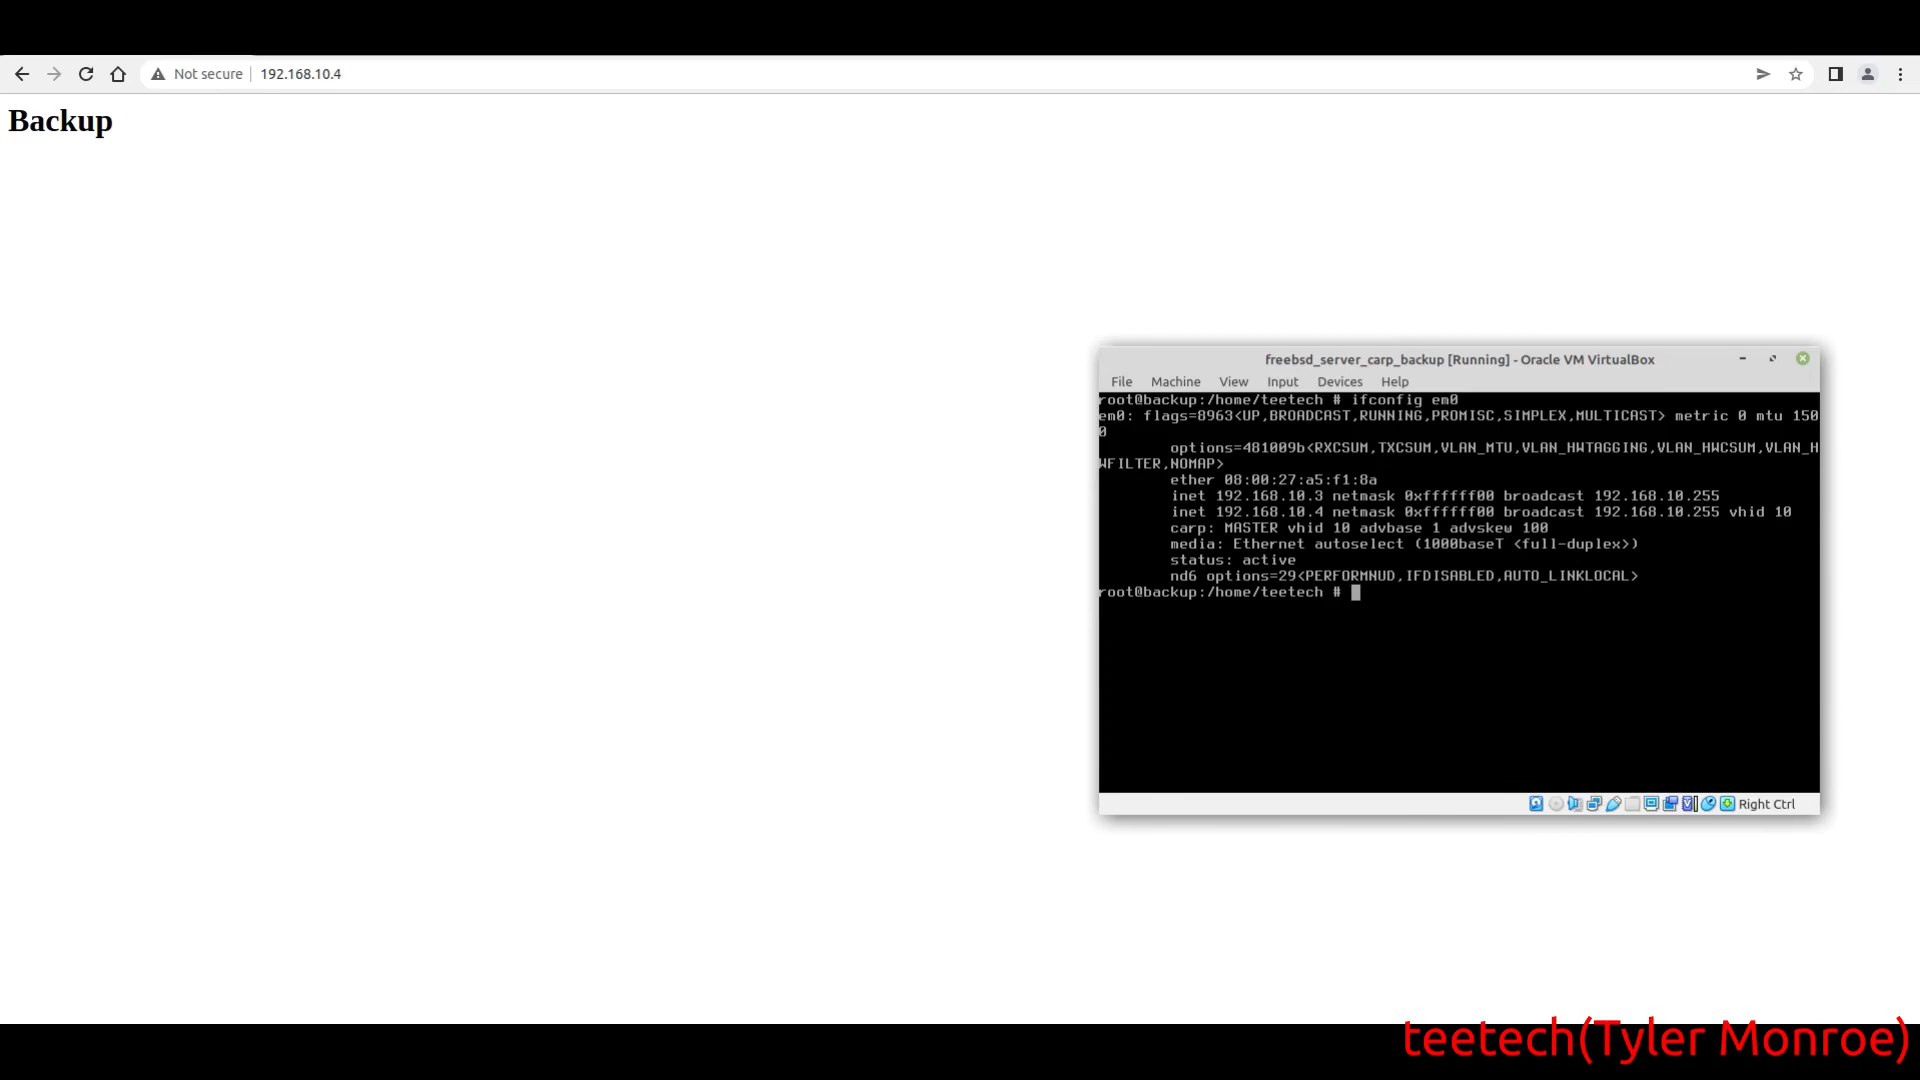 Not secure 192.168.10.4
Backup
freebsd_server_carp_backup [Running] - Oracle VM VirtualBox
File Machine View Input Devices Help
root@backup:/home/teetech # ifconfig em0
em0: flags=8963<UP,BROADCAST,RUNNING,PROMISC,SIMPLEX,MULTICAST> metric 0 mtu 150
0
options=481009b<RXCSUM,TXCSUM,VLAN_MTU,VLAN_HWTAGGING,VLAN_HWCSUM,VLAN_H
WFILTER,NOMAP>
ether 08:00:27:a5:f1:8a
inet 192.168.10.3 netmask 0xffffff00 broadcast 192.168.10.255
inet 192.168.10.4 netmask 0xffffff00 broadcast 192.168.10.255 vhid 10
carp: MASTER vhid 10 advbase 1 advskew 100
media: Ethernet autoselect (1000baseT <full-duplex>)
status: active
nd6 options=29<PERFORMNUD,IFDISABLED,AUTO_LINKLOCAL>
root@backup:/home/teetech #
Right Ctrl
teetech(Tyler Monroe)